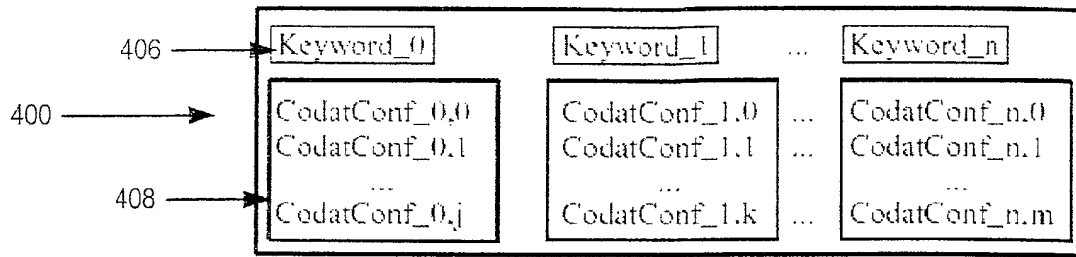 406 Keyword_0 Keyword_1 ... Keyword_n
400 CodatConf_0.0 CodatConf_1.0 ... CodatConf_n.0
CodatConf_0.1 CodatConf_1.1 ... CodatConf_n.1
... ... ...
408 CodatConf_0.j CodatConf_1.k ... CodatConf_n.m